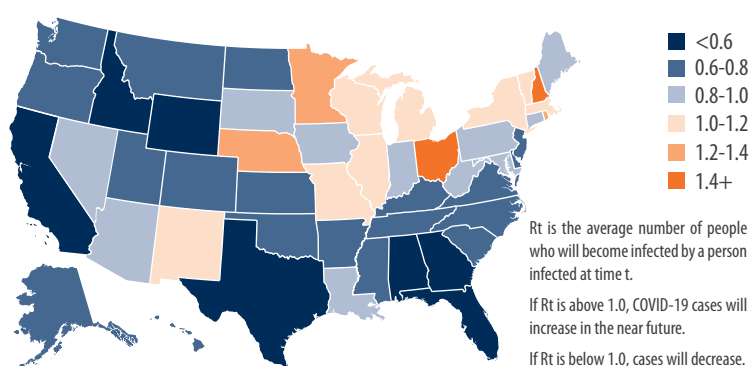 <0.6
0.6-0.8
0.8-1.0
1.0-1.2
1.2-1.4
1.4+
Rt is the average number of people
who will become infected by a person
infected at time t.
If Rt is above 1.0, COVID-19 cases will
increase in the near future.
If Rt is below 1.0, cases will decrease.